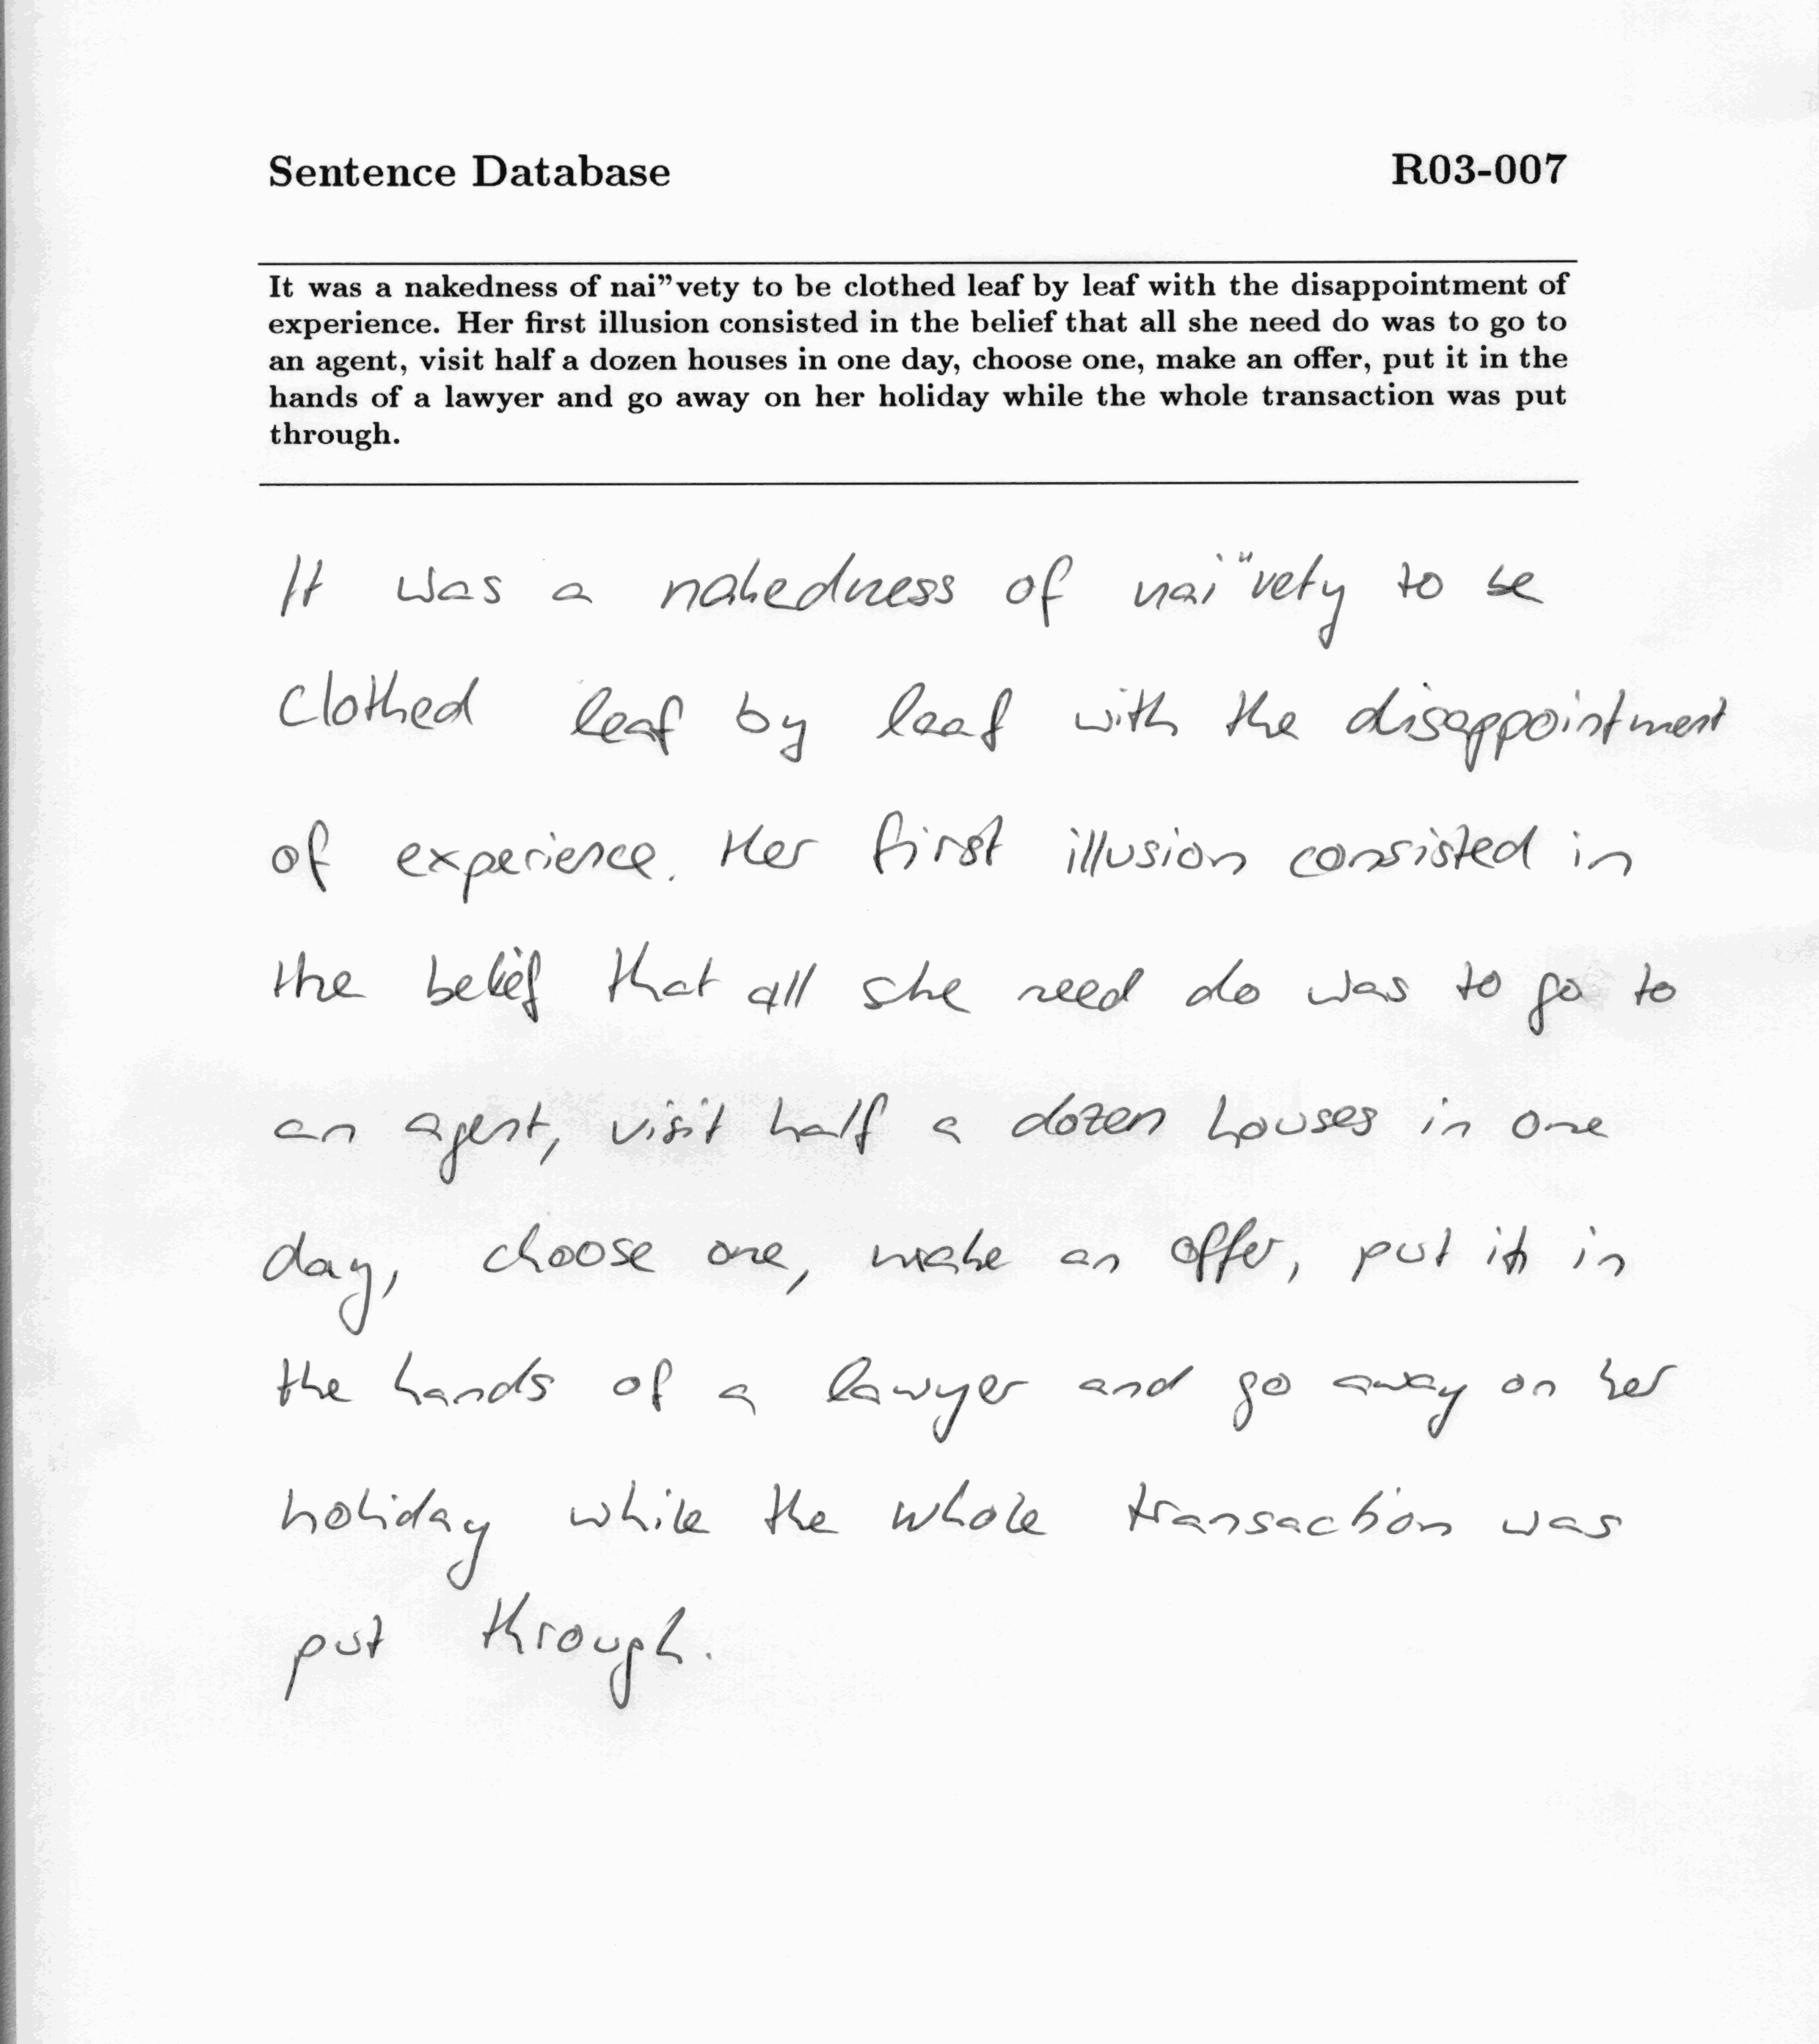 Sentence Database R03-007
It was a nakedness of nai"vety to be clothed leaf by leaf with the disappointment of
experience. Her first illusion consisted in the belief that all she need do was to go to
an agent, visit half a dozen houses in one day, choose one, make an offer, put it in the
hands of a lawyer and go away on her holiday while the whole transaction was put
through.
It was a nakedness of nai"vety to be
clothed leaf by leaf with the disappointment
of experience. Her first illusion consisted in
the belief that all she need do was to go to
an agent, visit half a dozen houses in one
day, choose one, make an offer, put it in
the hands of a lawyer and go away on her
holiday while the whole transaction was
put through.